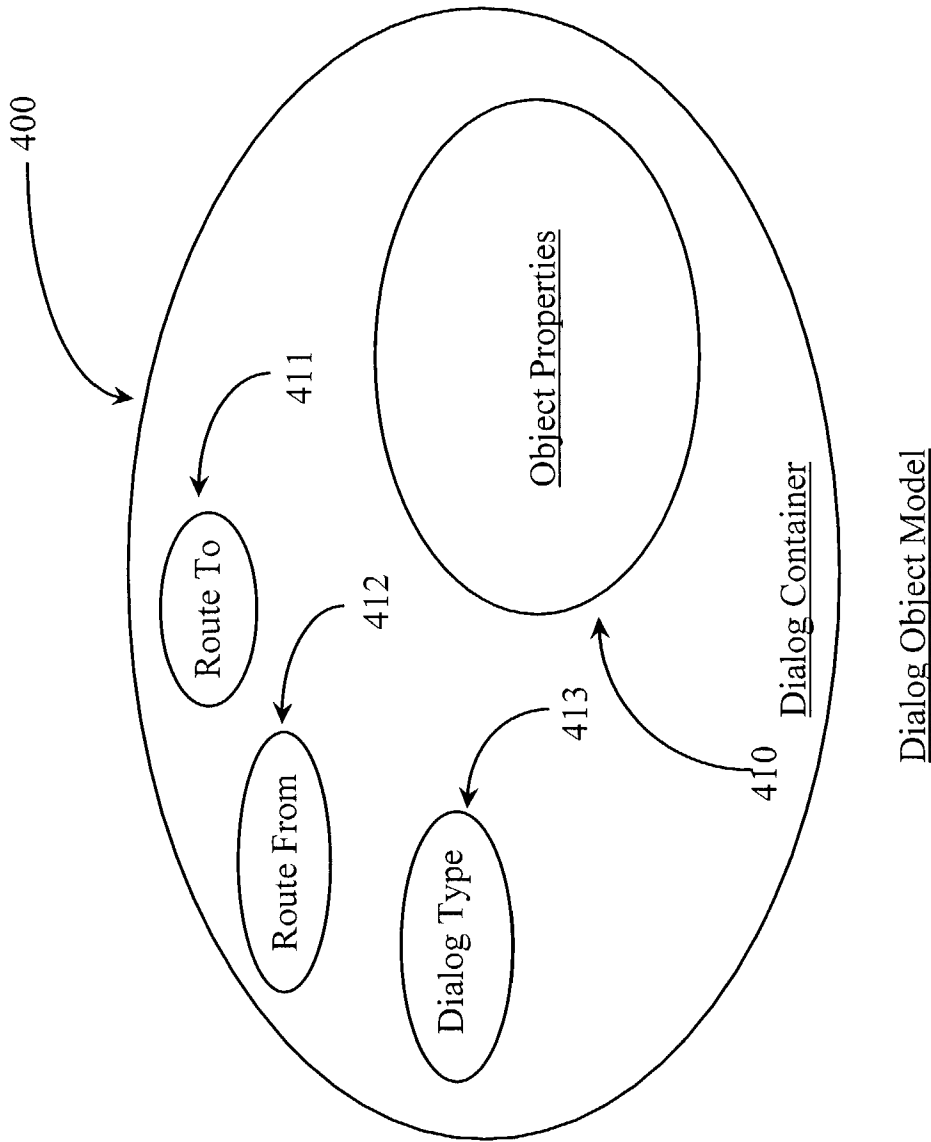 400
Route To
411
Route From
412
Dialog Type
413
Object Properties
410
Dialog Container
Dialog Object Model